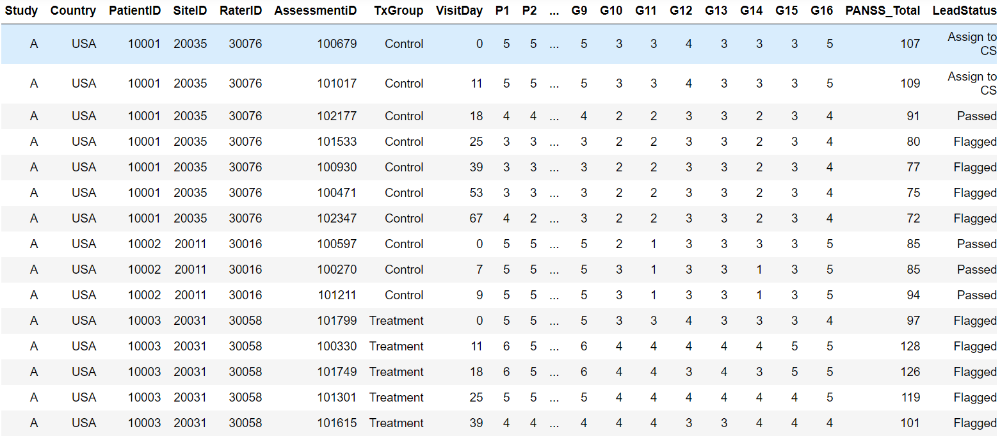 Study Country PatientID SiteID RaterID AssessmentiD TxGroup VisitDay P1 P2 ... G9 G10 G11 G12 G13 G14 G15 G16 PANSS_Total LeadStatus
A USA 10001 20035 30076 100679 Control 0 5 5 ... 5 3 3 4 3 3 3 5 107 Assign to CS
A USA 10001 20035 30076 101017 Control 11 5 5 ... 5 3 3 4 3 3 3 5 109 Assign to CS
A USA 10001 20035 30076 102177 Control 18 4 4 ... 4 2 2 3 3 2 3 4 91 Passed
A USA 10001 20035 30076 101533 Control 25 3 3 ... 3 2 2 3 3 2 3 4 80 Flagged
A USA 10001 20035 30076 100930 Control 39 3 3 ... 3 2 2 3 3 2 3 4 77 Flagged
A USA 10001 20035 30076 100471 Control 53 3 3 ... 3 2 2 3 3 2 3 4 75 Flagged
A USA 10001 20035 30076 102347 Control 67 4 2 ... 3 2 2 3 3 2 3 4 72 Flagged
A USA 10002 20011 30016 100597 Control 0 5 5 ... 5 2 1 3 3 3 3 5 85 Passed
A USA 10002 20011 30016 100270 Control 7 5 5 ... 5 3 1 3 3 1 3 5 85 Passed
A USA 10002 20011 30016 101211 Control 9 5 5 ... 5 3 1 3 3 1 3 5 94 Passed
A USA 10003 20031 30058 101799 Treatment 0 5 5 ... 5 3 3 4 3 3 3 4 97 Flagged
A USA 10003 20031 30058 100330 Treatment 11 6 5 ... 6 4 4 4 4 4 5 5 128 Flagged
A USA 10003 20031 30058 101749 Treatment 18 6 5 ... 6 4 4 3 4 3 5 5 126 Flagged
A USA 10003 20031 30058 101301 Treatment 25 5 5 ... 5 4 4 4 4 4 4 5 119 Flagged
A USA 10003 20031 30058 101615 Treatment 39 4 4 ... 4 4 4 3 3 4 4 4 101 Flagged